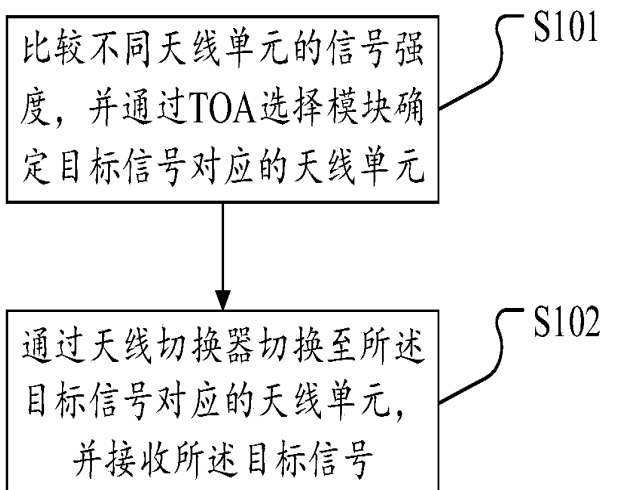 比较不同天线单元的信号强
度，并通过TOA选择模块确
定目标信号对应的天线单元
S101
通过天线切换器切换至所述
目标信号对应的天线单元，
并接收所述目标信号
S102